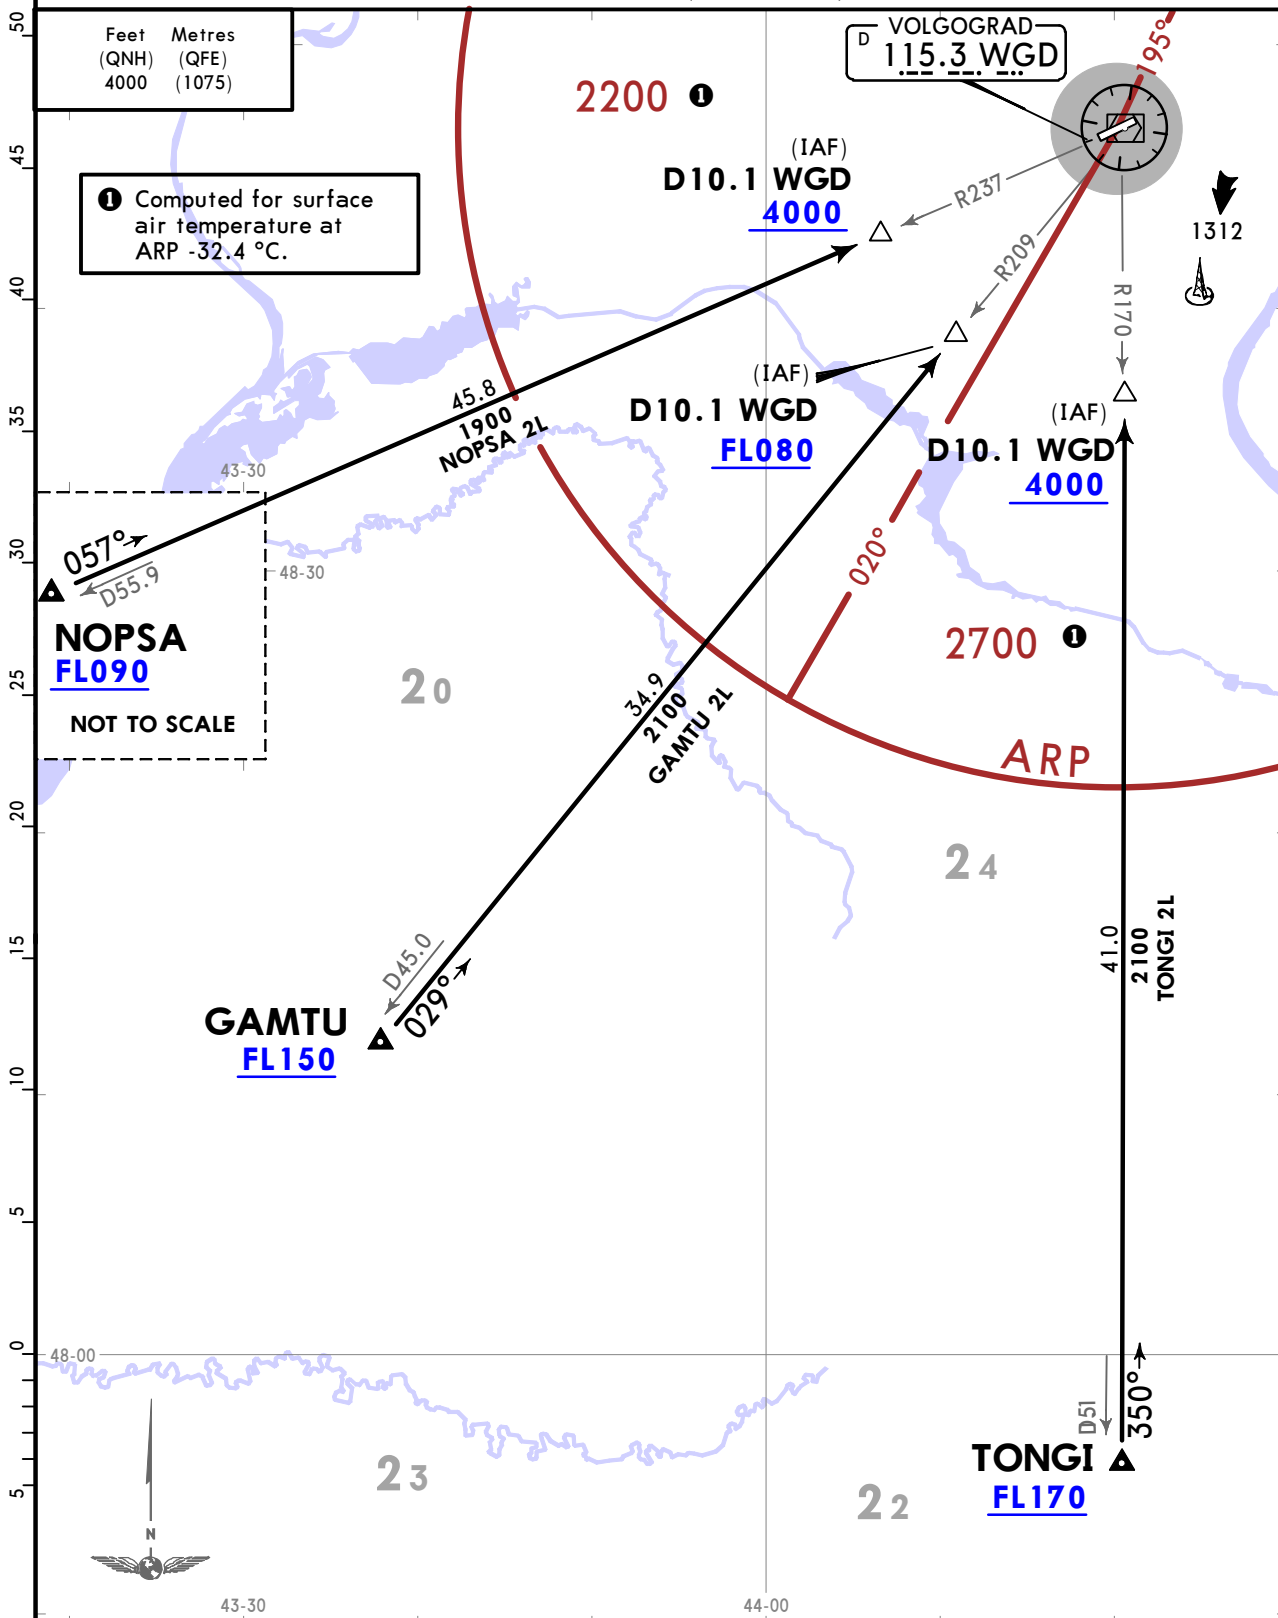 Feet Metres
(QNH) (QFE)
4000 (1075)
❶ Computed for surface
air temperature at
ARP -32.4 °C.
2200 ❶
D VOLGOGRAD
115.3 WGD
195°
(IAF)
D10.1 WGD
4000
R237
R209
R170
1312
(IAF)
D10.1 WGD
FL080
(IAF)
D10.1 WGD
4000
45.8
1900
NOPSA 2L
43-30
48-30
057°
D55.9
NOPSA
FL090
NOT TO SCALE
020°
2700 ❶
20
34.9
2100
GAMTU 2L
ARP
24
41.0
2100
TONGI 2L
D45.0
029°
GAMTU
FL150
48-00
D51
350°
TONGI
FL170
23
22
N
43-30
44-00
50
45
40
35
30
25
20
15
10
5
0
5